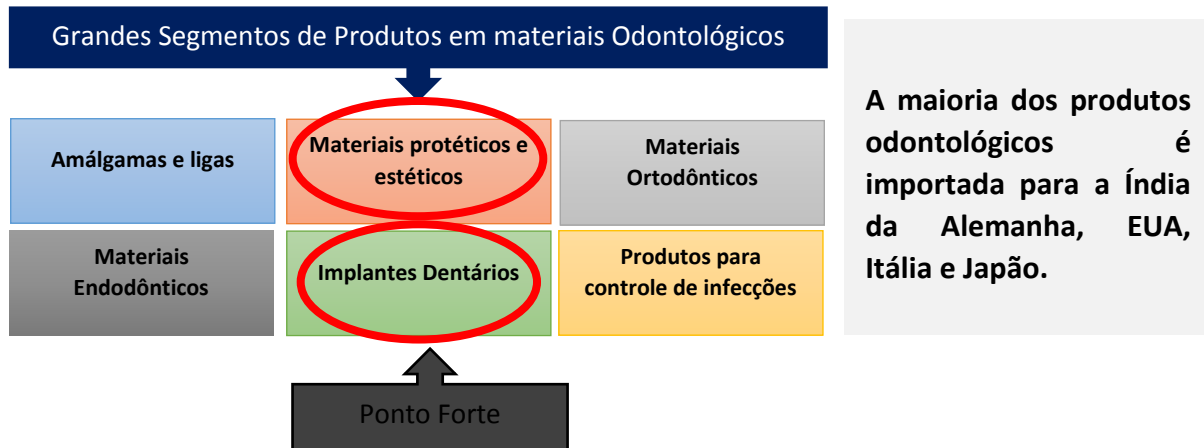 Grandes Segmentos de Produtos em materiais Odontológicos
Amálgamas e ligas
Materiais protéticos e
estéticos
Materiais
Ortodônticos
Materiais
Endodônticos
Implantes Dentários
Produtos para
controle de infecções
Ponto Forte
A maioria dos produtos
odontológicos é
importada para a Índia
da Alemanha, EUA,
Itália e Japão.